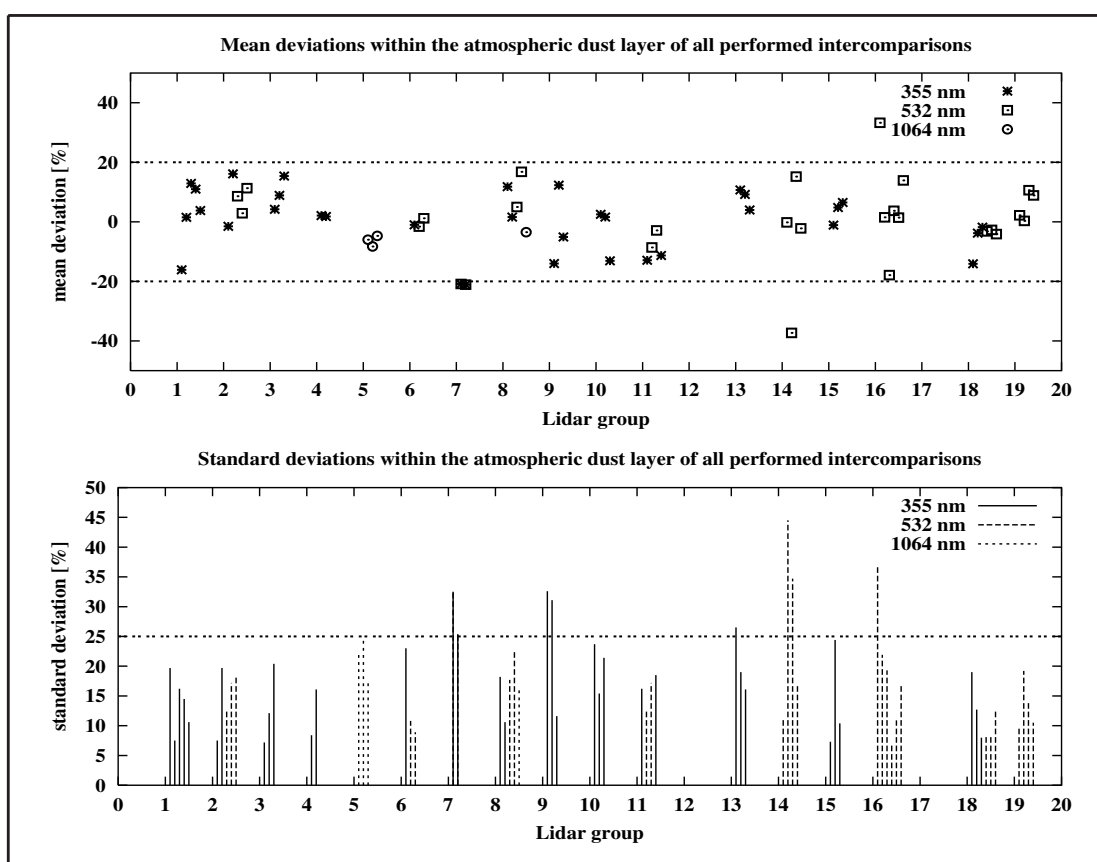 Mean deviations within the atmospheric dust layer of all performed intercomparisons
mean deviation [%]
40
20
0
-20
-40
355 nm
532 nm
1064 nm
0 1 2 3 4 5 6 7 8 9 10 11 12 13 14 15 16 17 18 19 20
Lidar group
Standard deviations within the atmospheric dust layer of all performed intercomparisons
standard deviation [%]
50
45
40
35
30
25
20
15
10
5
0
355 nm
532 nm
1064 nm
0 1 2 3 4 5 6 7 8 9 10 11 12 13 14 15 16 17 18 19 20
Lidar group